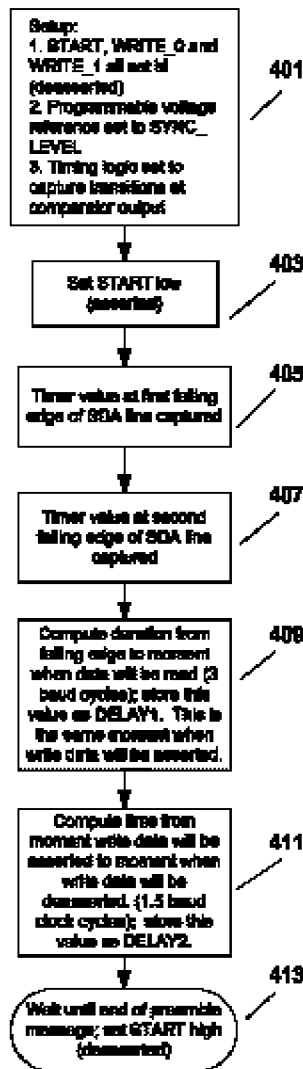 Setup:
1. START, WRITE_0 and
WRITE_1 all set hi
(deasserted)
2. Programmable voltage
reference set to SYNC_
LEVEL
3. Timing logic set to
capture transitions at
comparator output
401
Set START low
(asserted)
403
Timer value at first falling
edge of SDA line captured
405
Timer value at second
falling edge of SDA line
captured
407
Compute duration from
falling edge to moment
when data will be read (3
baud cycles); store this
value as DELAY1. This is
the same moment when
write data will be asserted.
409
Compute time from
moment write data will be
asserted to moment when
write data will be
deasserted. (1.5 baud
clock cycles); store this
value as DELAY2.
411
Wait until end of preamble
message; set START high
(deasserted)
413